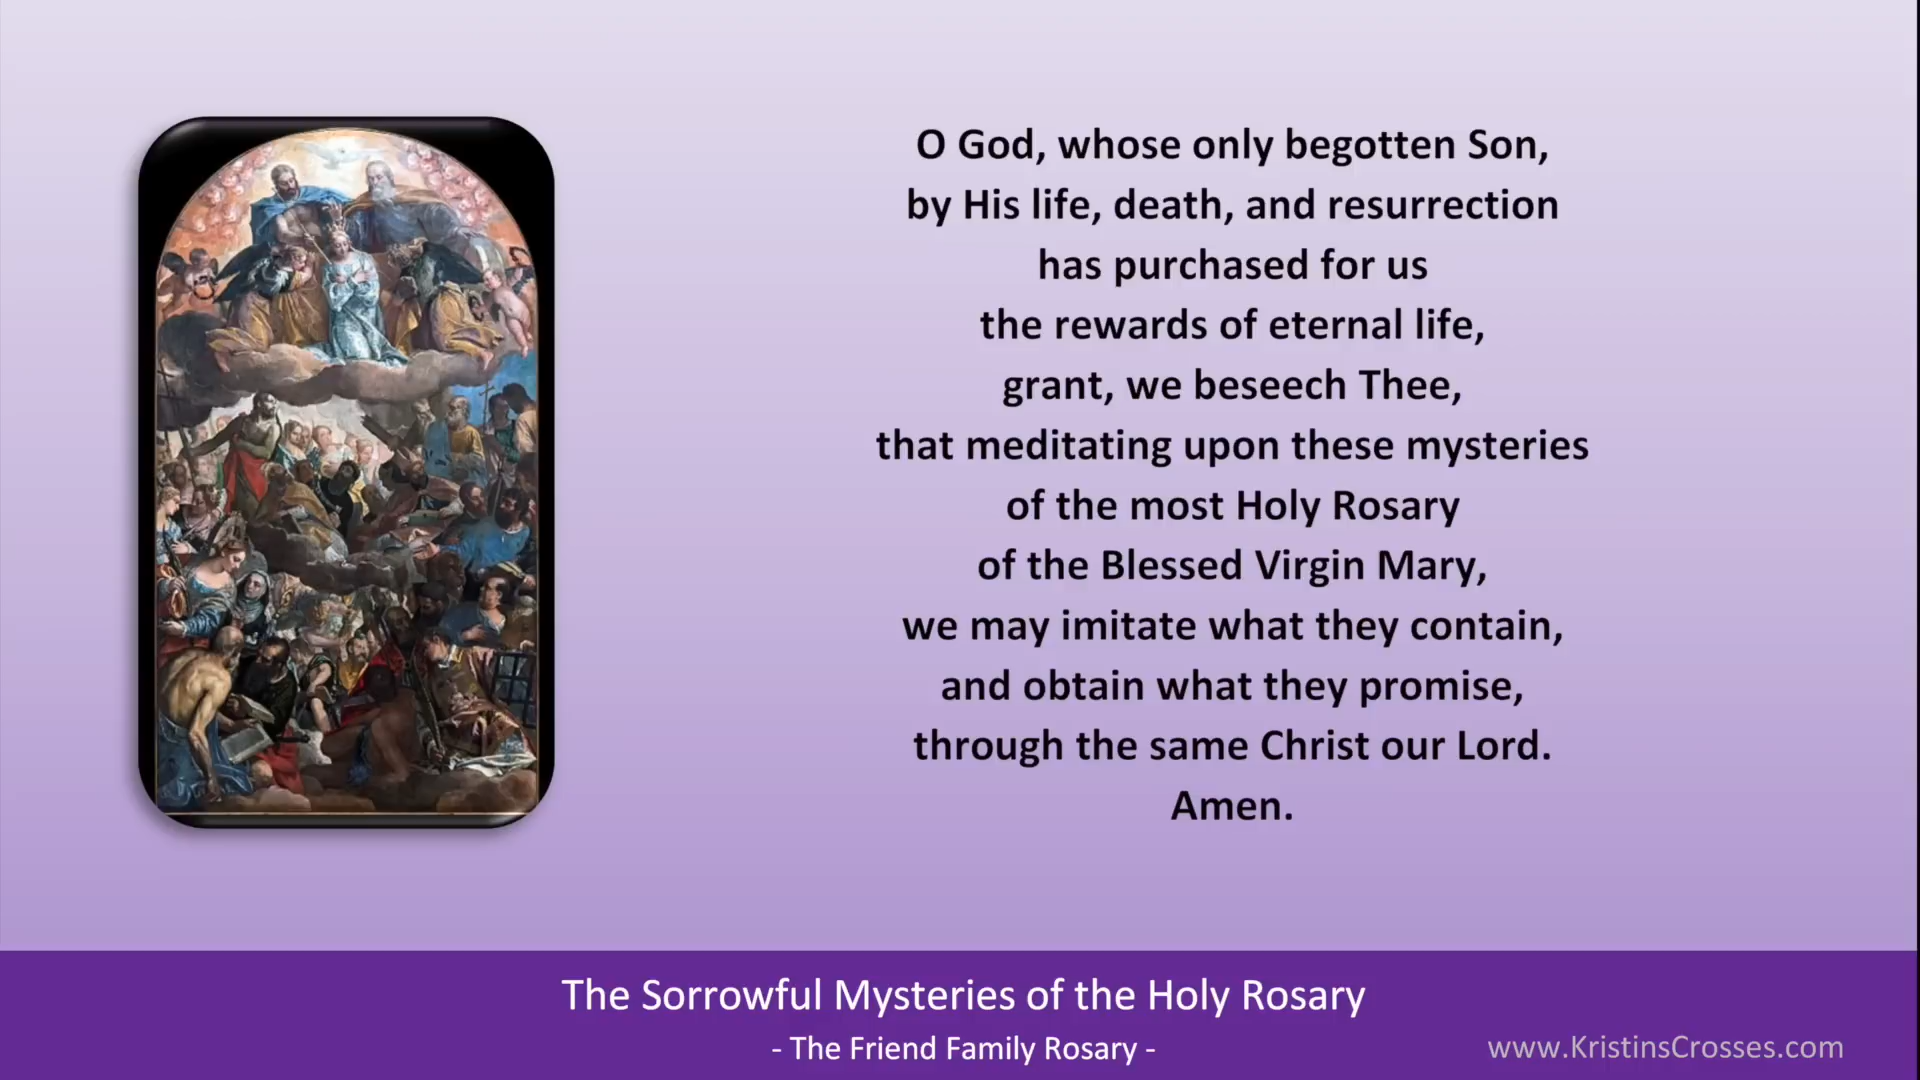 O God, whose only begotten Son,
by His life, death, and resurrection
has purchased for us
the rewards of eternal life,
grant, we beseech Thee,
that meditating upon these mysteries
of the most Holy Rosary
of the Blessed Virgin Mary,
we may imitate what they contain,
and obtain what they promise,
through the same Christ our Lord.
Amen.
The Sorrowful Mysteries of the Holy Rosary
- The Friend Family Rosary -
www.KristinsCrosses.com